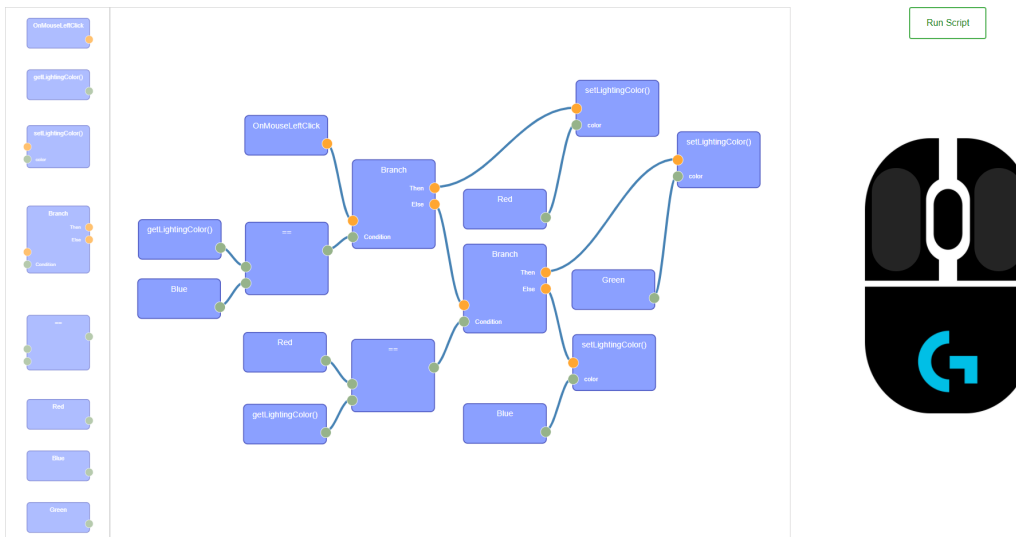 OnMouseLeftClick
getLightingColor()
setLightingColor()
color
Branch
Then
Else
Condition
==
Red
Blue
Green
OnMouseLeftClick
getLightingColor()
Blue
==
Branch
Then
Else
Condition
Red
getLightingColor()
==
setLightingColor()
color
Red
Branch
Then
Else
Condition
Blue
setLightingColor()
color
Green
setLightingColor()
color
Run Script